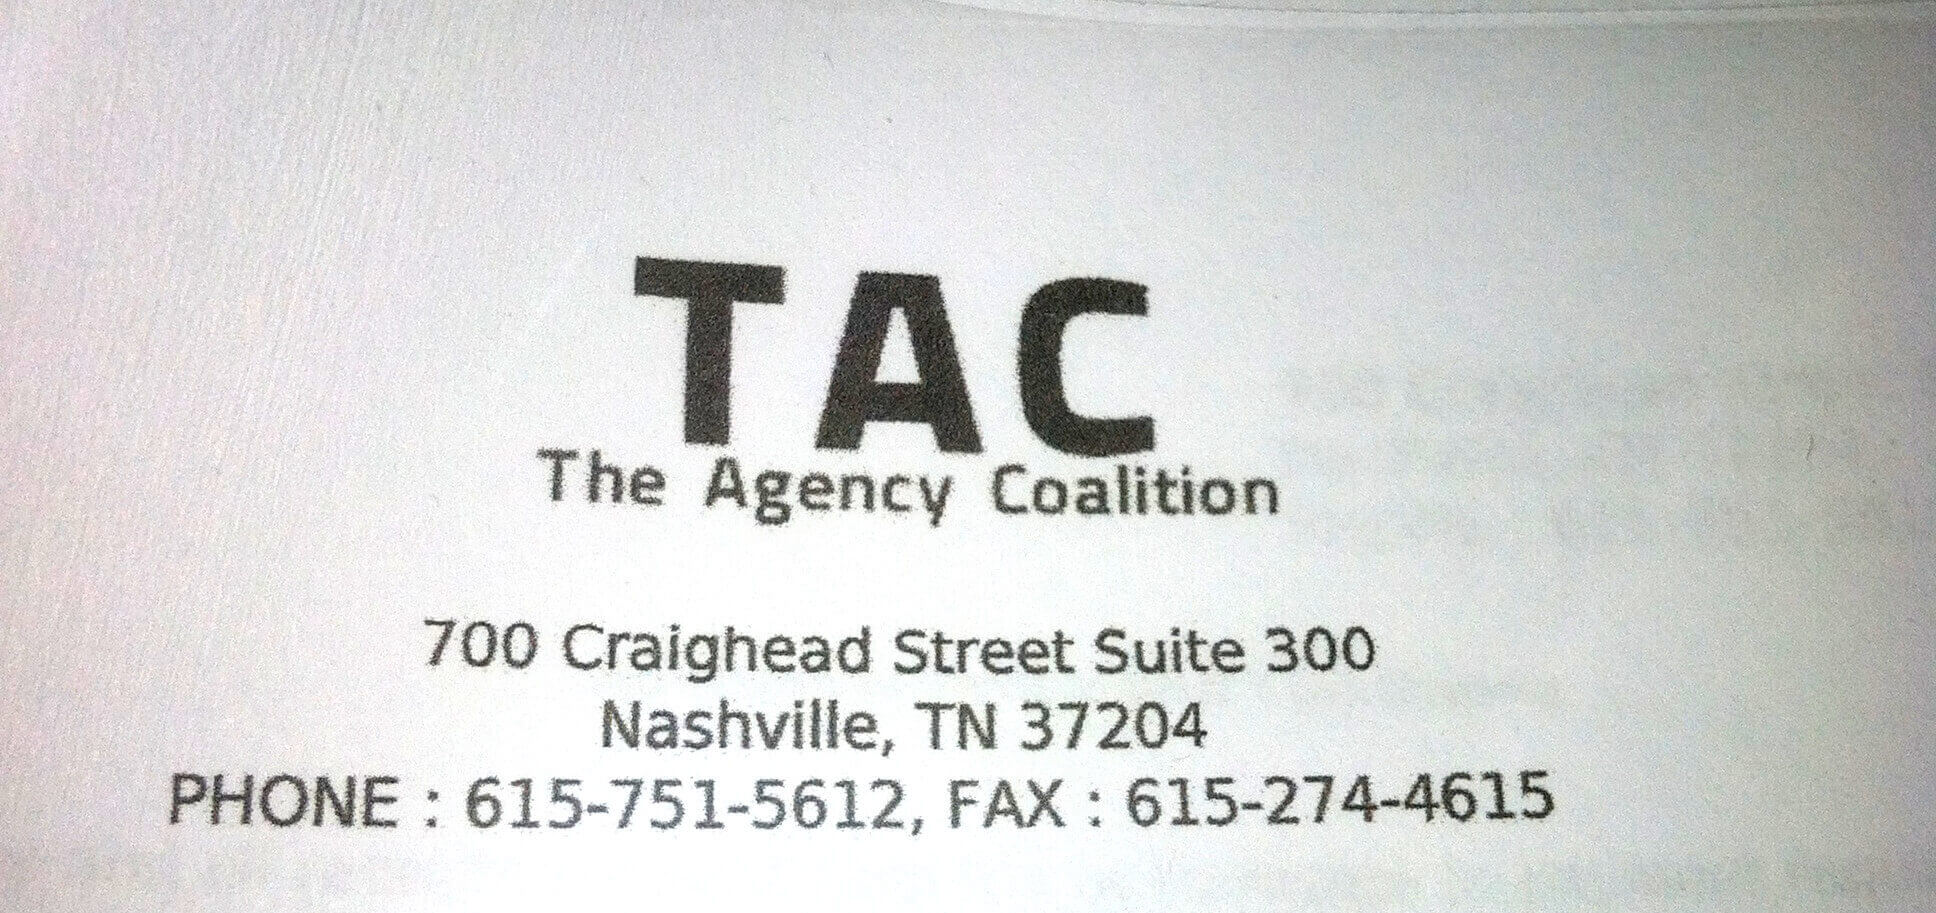 TAC
The Agency Coalition
700 Craighead Street Suite 300
Nashville, TN 37204
PHONE : 615-751-5612, FAX : 615-274-4615